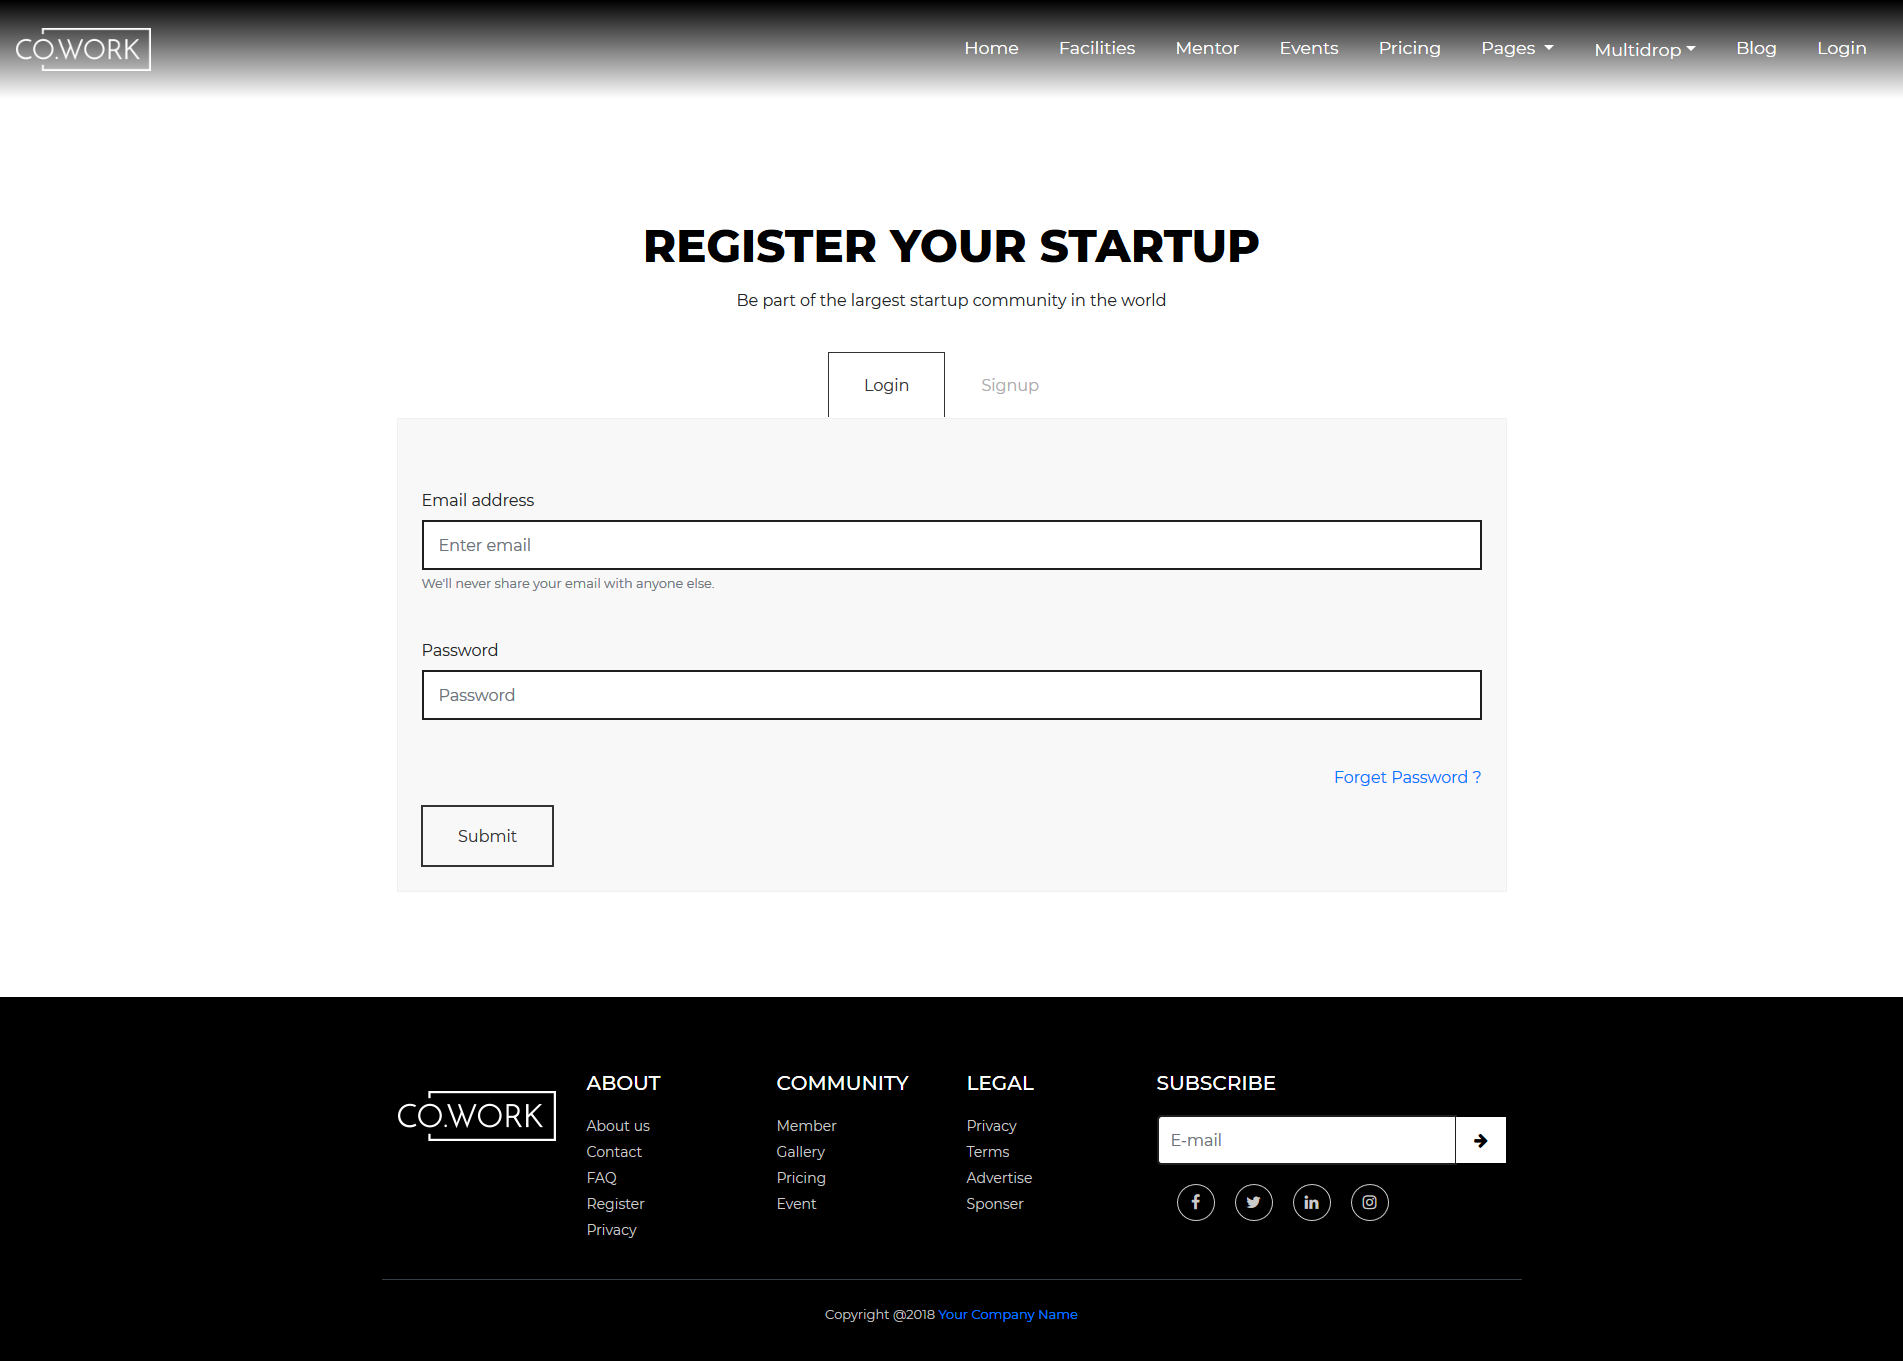 CO.WORK
Home Facilities Mentor Events Pricing Pages Multidrop Blog Login
REGISTER YOUR STARTUP
Be part of the largest startup community in the world
Login Signup
Email address
Enter email
We'll never share your email with anyone else.
Password
Password
Forget Password ?
Submit
CO.WORK
ABOUT
About us
Contact
FAQ
Register
Privacy
COMMUNITY
Member
Gallery
Pricing
Event
LEGAL
Privacy
Terms
Advertise
Sponser
SUBSCRIBE
E-mail
Copyright @2018 Your Company Name